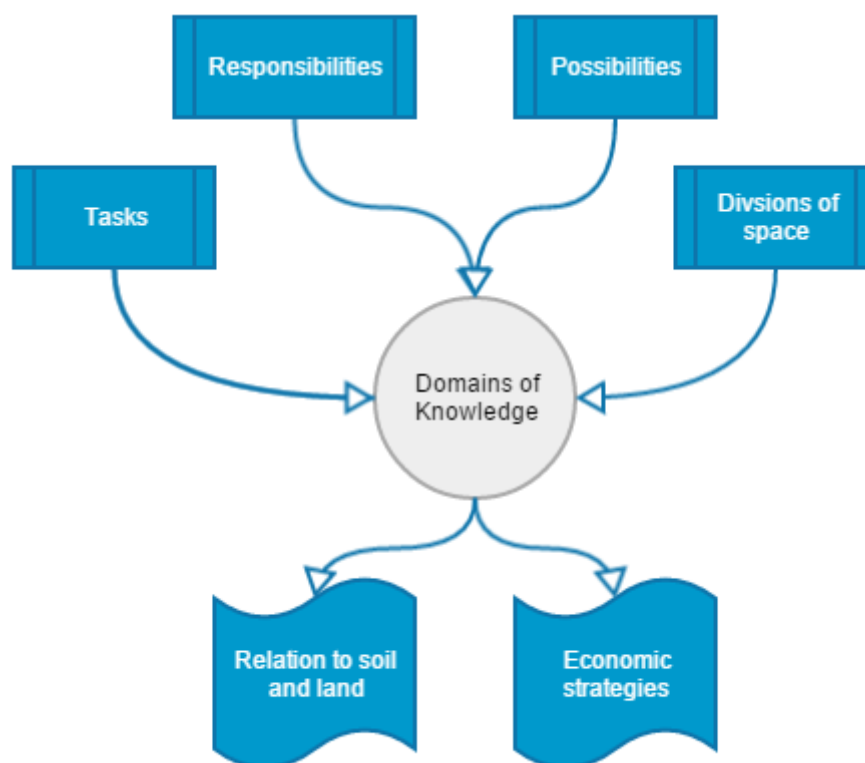 Responsibilities
Possibilities
Tasks
Divsions of
space
Domains of
Knowledge
Relation to soil
and land
Economic
strategies